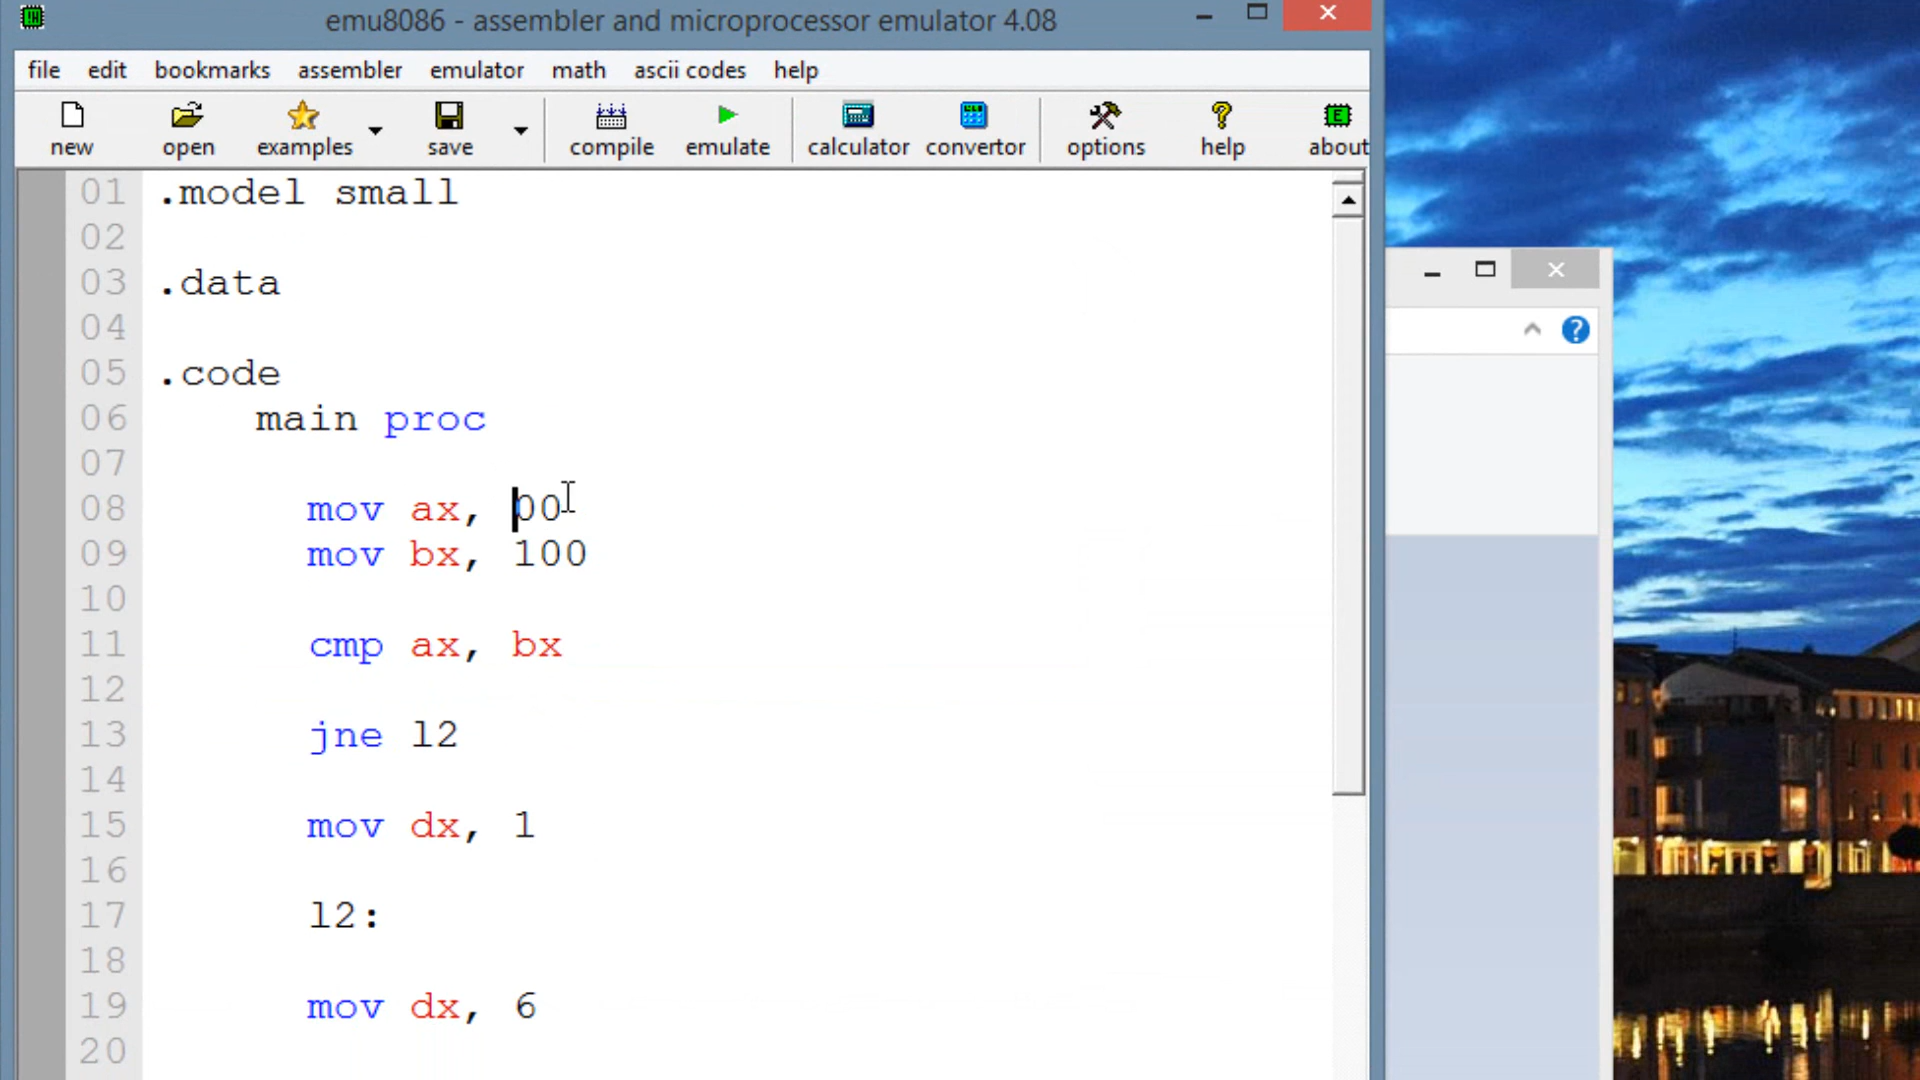 emu8086 - assembler and microprocessor emulator 4.08
file edit bookmarks assembler emulator math ascii codes help
new open examples save compile emulate calculator convertor options help about
01 .model small
02
03 .data
04
05 .code
06 main proc
07
08 mov ax, 00
09 mov bx, 100
10
11 cmp ax, bx
12
13 jne l2
14
15 mov dx, 1
16
17 l2:
18
19 mov dx, 6
20